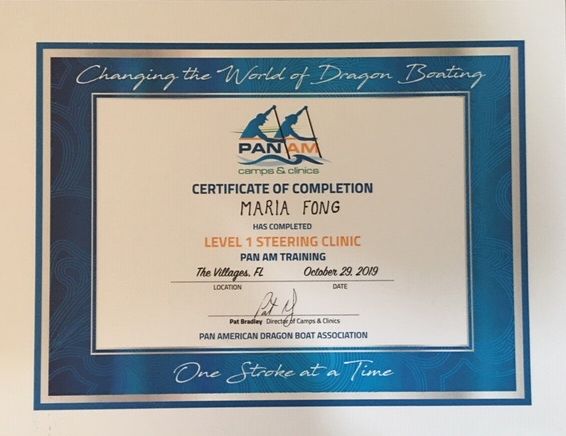 Changing the World of Dragon Boating
PAN AM
camps & clinics
CERTIFICATE OF COMPLETION
MARIA FONG
HAS COMPLETED
LEVEL 1 STEERING CLINIC
PAN AM TRAINING
The Villages, FL October 29, 2019
LOCATION DATE
Pat Bradley Director of Camps & Clinics
PAN AMERICAN DRAGON BOAT ASSOCIATION
One Stroke at a Time